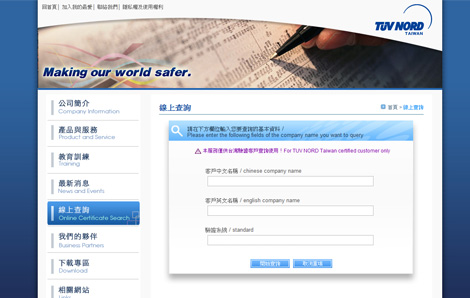 回首頁 | 加入我的最愛 | 聯絡我們 | 隱私權及使用權利
TÜV NORD
TAIWAN
Making our world safer.
公司簡介
Company Information
產品與服務
Product and Service
教育訓練
Training
最新消息
News and Events
線上查詢
Online Certificate Search
我們的夥伴
Business Partners
下載專區
Download
相關網站
Links
線上查詢
首頁 » 線上查詢
請在下方欄位輸入您要查詢的基本資料 /
Please enter the following fields of the company name you want to query
本服務僅供台灣驗證客戶查詢使用！For TUV NORD Taiwan certified customer only
客戶中文名稱 / chinese company name
客戶英文名稱 / english company name
驗證系統 / standard
開始查詢
取消重填